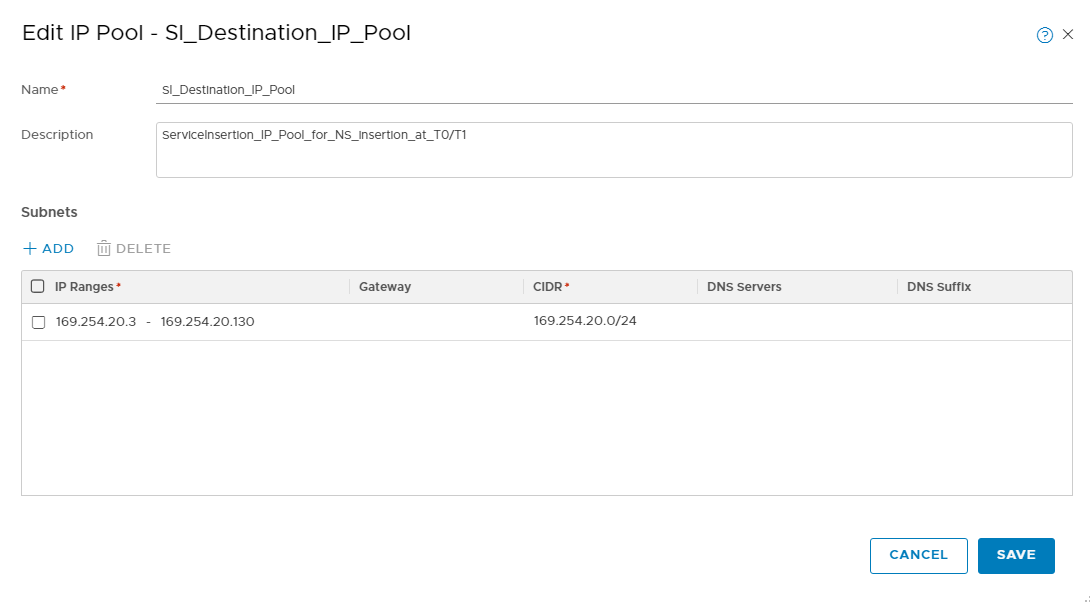 Edit IP Pool - SI_Destination_IP_Pool
Name*
SI_Destination_IP_Pool
Description
ServiceInsertion_IP_Pool_for_NS_insertion_at_T0/T1
Subnets
ADD DELETE
IP Ranges* Gateway CIDR* DNS Servers DNS Suffix
169.254.20.3 - 169.254.20.130 169.254.20.0/24
CANCEL SAVE